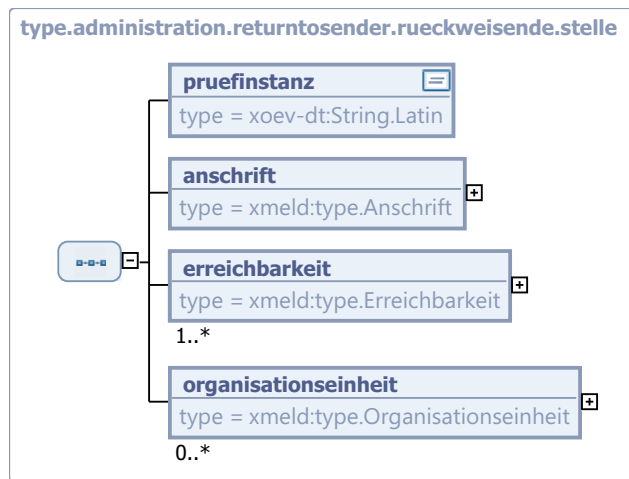 type.administration.returntosender.rueckweisende.stelle
pruefinstanz
type = xoev-dt:String.Latin
anschrift
type = xmeld:type.Anschrift
erreichbarkeit
type = xmeld:type.Erreichbarkeit
1..*
organisationseinheit
type = xmeld:type.Organisationseinheit
0..*